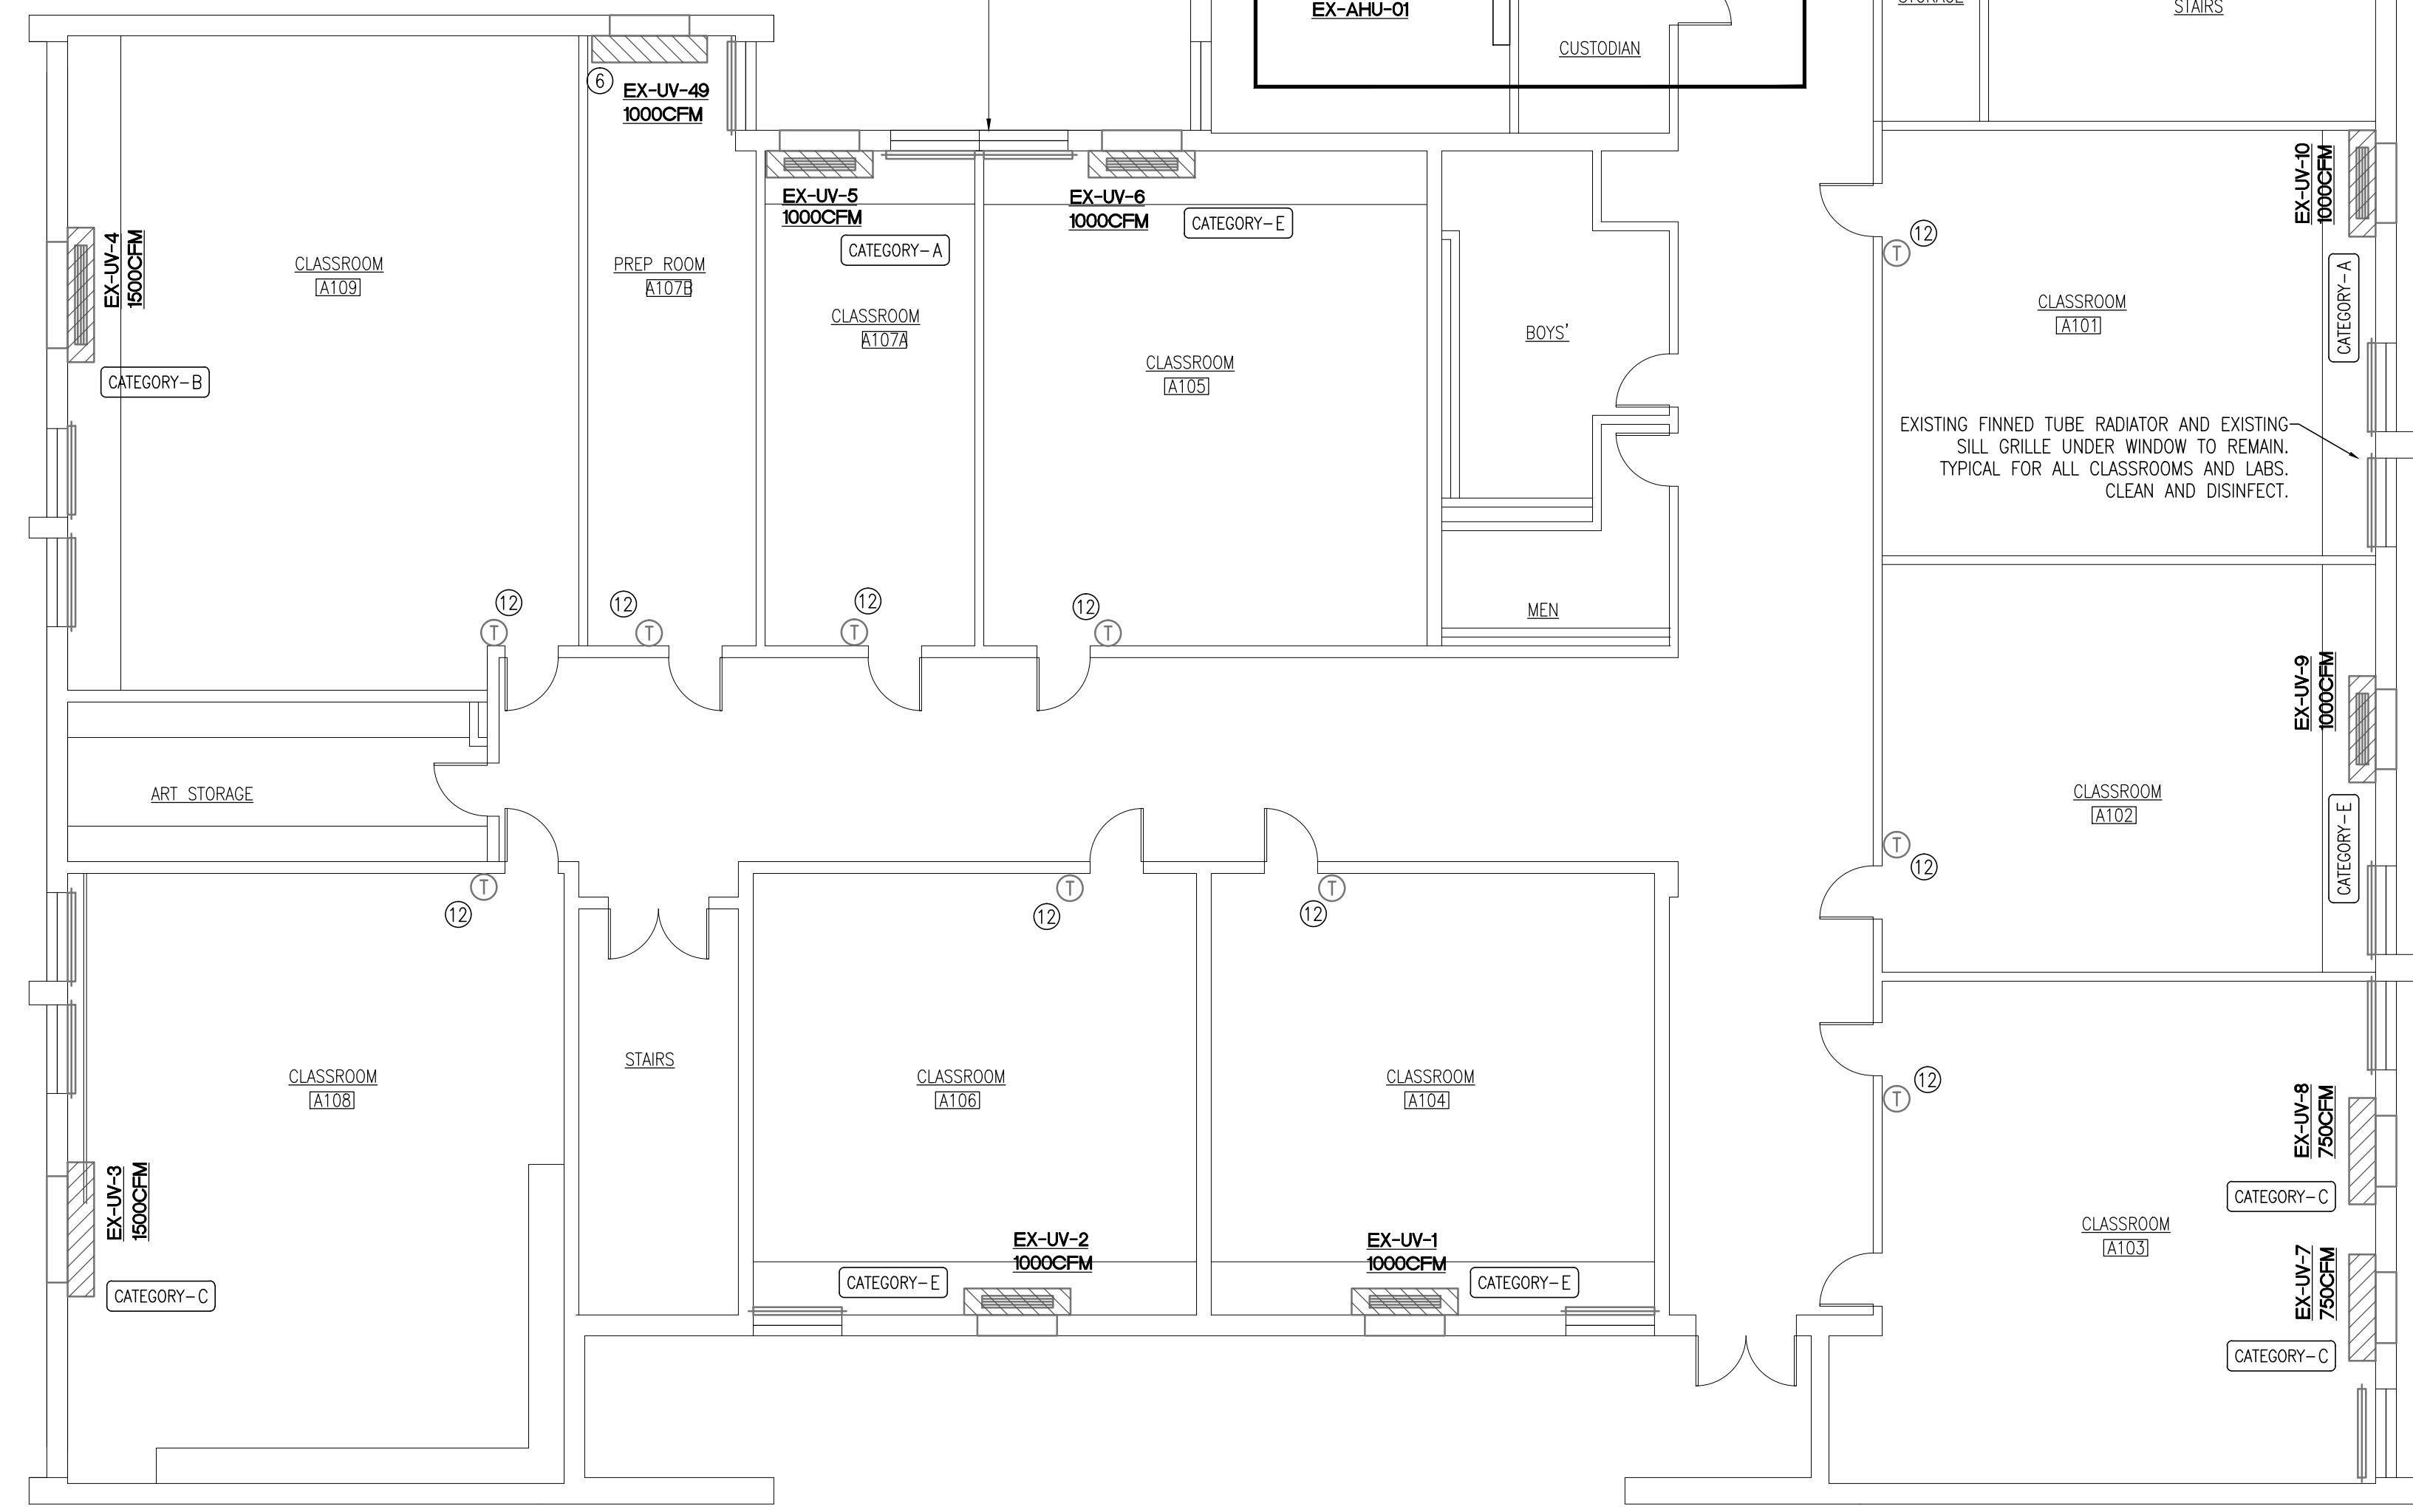 EX-AHU-01
CUSTODIAN
STORAGE
STAIRS
6
EX-UV-49
1000CFM
EX-UV-4
1500CFM
CLASSROOM
A109
CATEGORY-B
PREP ROOM
A107B
EX-UV-5
1000CFM
CATEGORY-A
CLASSROOM
A107A
EX-UV-6
1000CFM
CATEGORY-E
CLASSROOM
A105
BOYS'
MEN
EX-UV-10
1000CFM
12
T
CATEGORY-A
CLASSROOM
A101
EXISTING FINNED TUBE RADIATOR AND EXISTING
SILL GRILLE UNDER WINDOW TO REMAIN.
TYPICAL FOR ALL CLASSROOMS AND LABS.
CLEAN AND DISINFECT.
12
T
12
T
12
T
12
T
EX-UV-9
1000CFM
CLASSROOM
A102
CATEGORY-E
T
12
ART STORAGE
T
12
T
12
T
12
STAIRS
CLASSROOM
A108
EX-UV-3
1500CFM
CATEGORY-C
CLASSROOM
A106
EX-UV-2
1000CFM
CATEGORY-E
CLASSROOM
A104
EX-UV-1
1000CFM
CATEGORY-E
12
T
EX-UV-8
750CFM
CATEGORY-C
CLASSROOM
A103
EX-UV-7
750CFM
CATEGORY-C